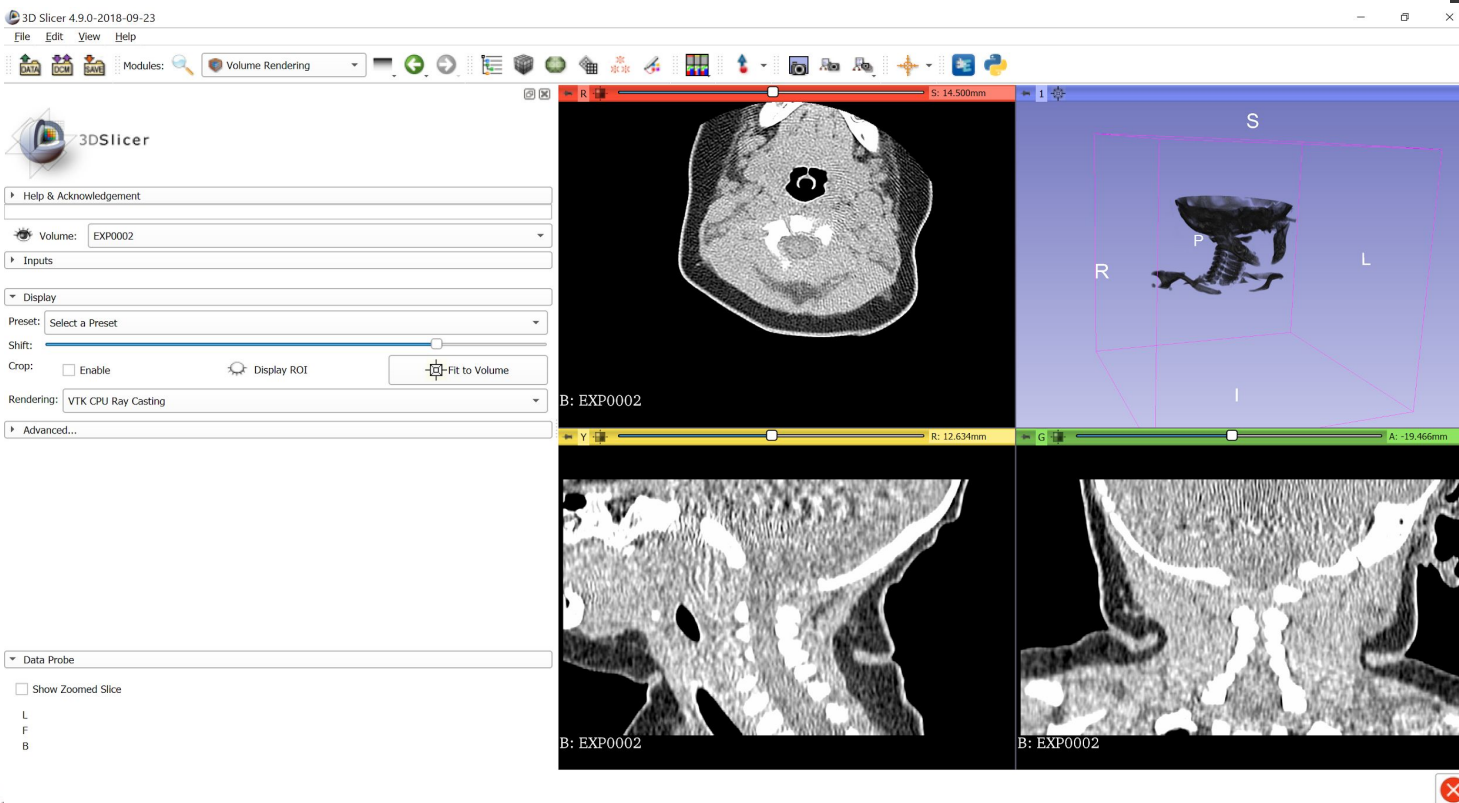 3D Slicer 4.9.0-2018-09-23
File Edit View Help
DATA DCM SAVE Modules: Volume Rendering
3DSlicer
Help & Acknowledgement
Volume: EXP0002
Inputs
Display
Preset: Select a Preset
Shift:
Crop: Enable Display ROI Fit to Volume
Rendering: VTK CPU Ray Casting
Advanced...
Data Probe
Show Zoomed Slice
L
F
B
R S: 14.500mm
B: EXP0002
1
S
P
R
L
I
Y R: 12.634mm
B: EXP0002
G A: -19.466mm
B: EXP0002